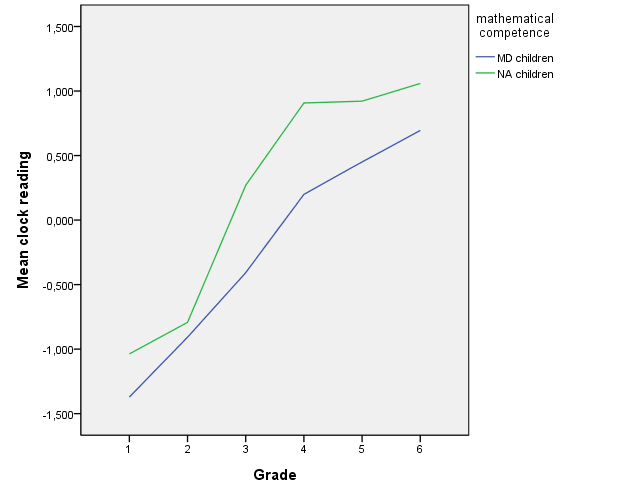 mathematical
competence
MD children
NA children
1,500
1,000
0,500
0,000
-0,500
-1,000
-1,500
Mean clock reading
1 2 3 4 5 6
Grade